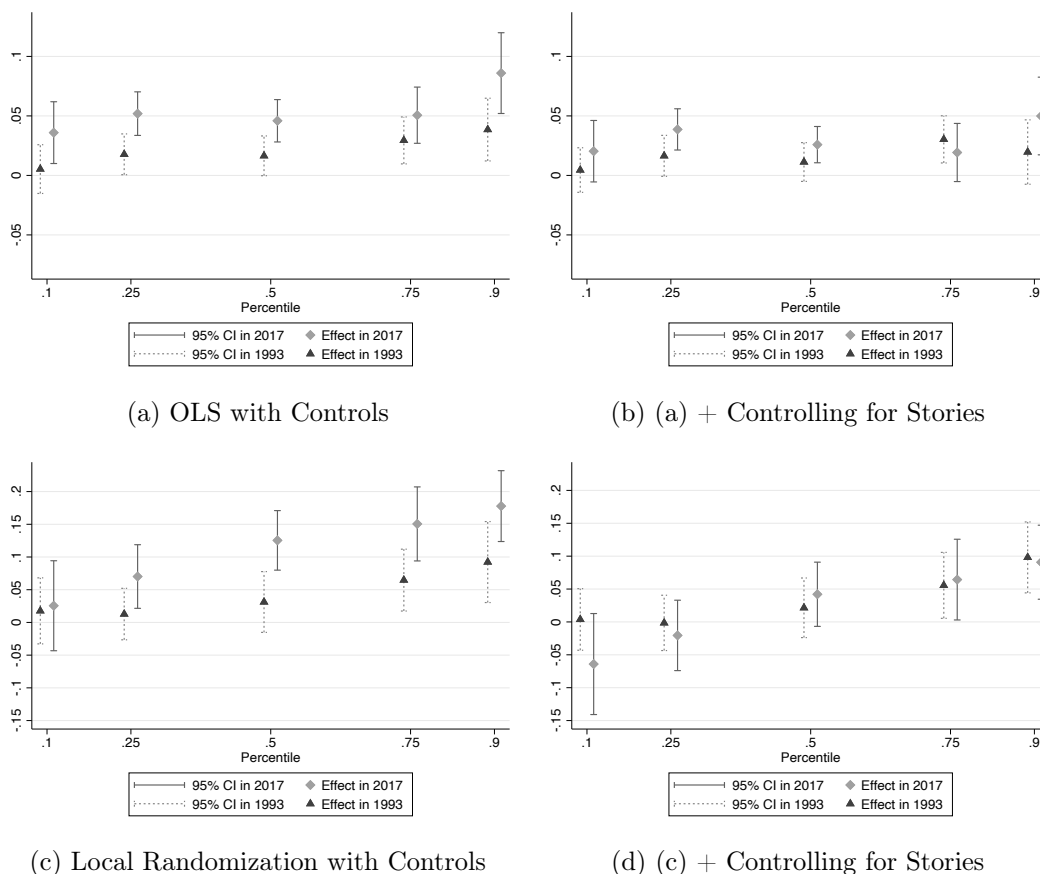 .1
.05
0
-.05
.1 .25 .5 .75 .9
Percentile
95% CI in 2017 Effect in 2017
95% CI in 1993 Effect in 1993
(a) OLS with Controls
.1
.05
0
-.05
.1 .25 .5 .75 .9
Percentile
95% CI in 2017 Effect in 2017
95% CI in 1993 Effect in 1993
(b) (a) + Controlling for Stories
.2
.15
.1
.05
0
-.05
-.1
-.15
.1 .25 .5 .75 .9
Percentile
95% CI in 2017 Effect in 2017
95% CI in 1993 Effect in 1993
(c) Local Randomization with Controls
.2
.15
.1
.05
0
-.05
-.1
-.15
.1 .25 .5 .75 .9
Percentile
95% CI in 2017 Effect in 2017
95% CI in 1993 Effect in 1993
(d) (c) + Controlling for Stories